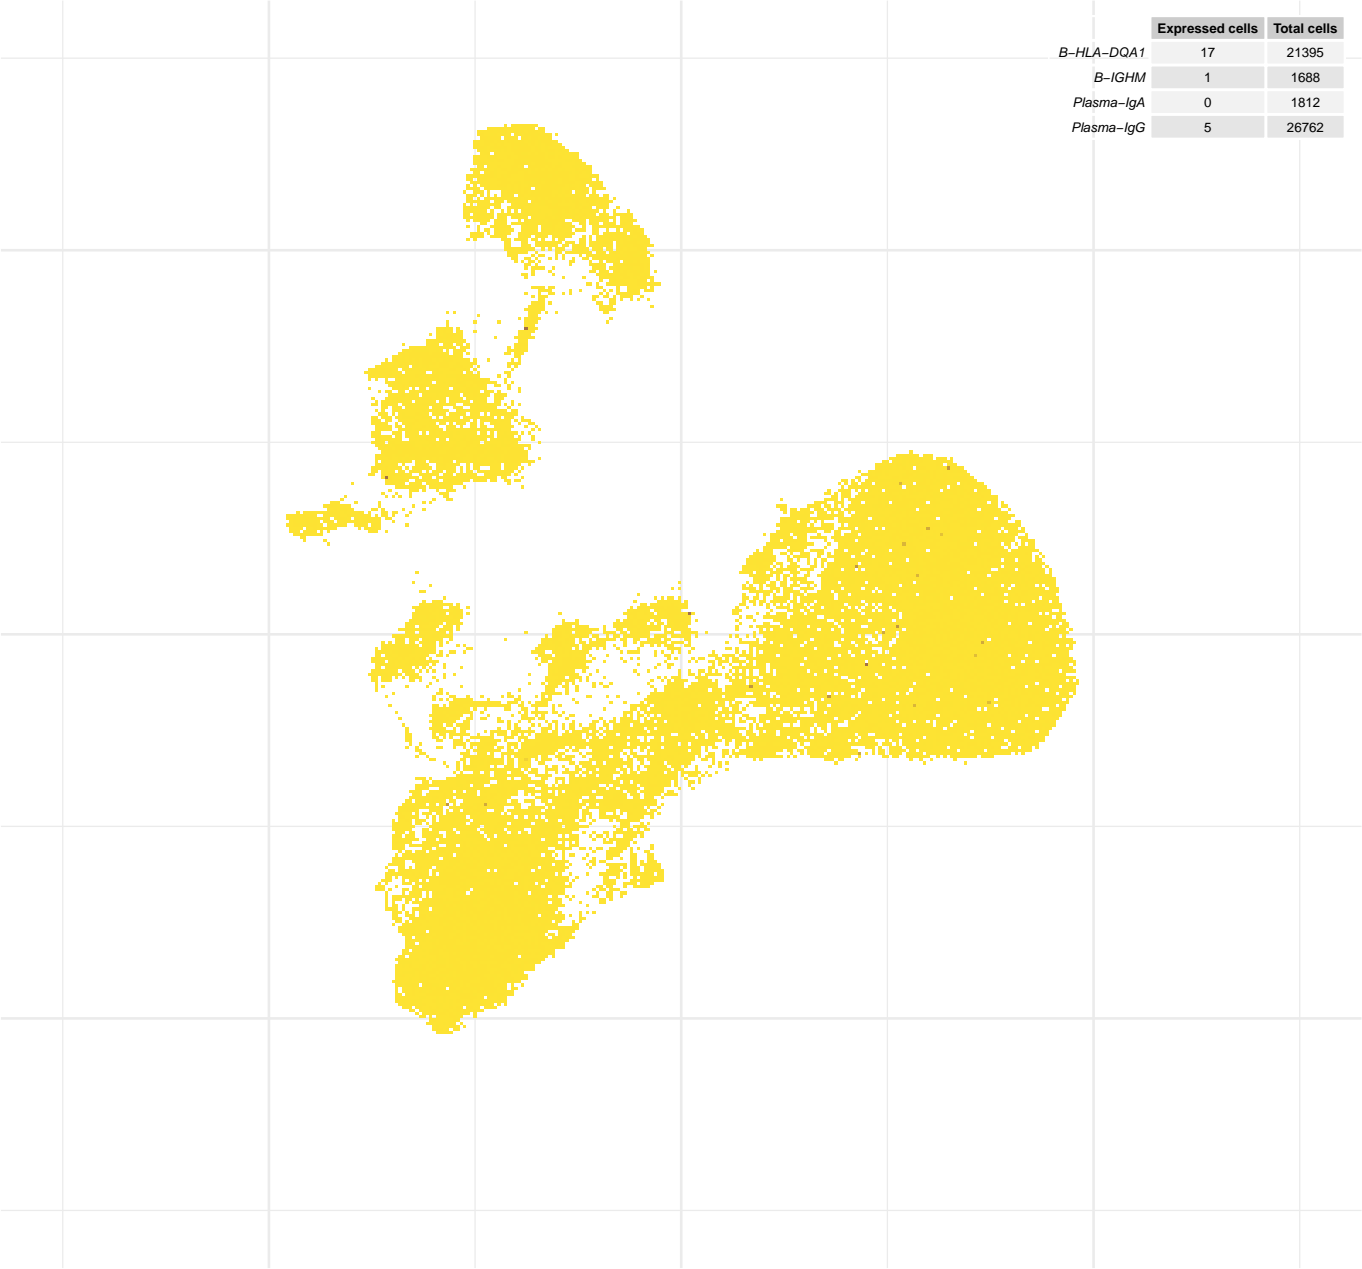 Expressed cells Total cells
B−HLA−DQA1 17 21395
B−IGHM 1 1688
Plasma−IgA 0 1812
Plasma−IgG 5 26762